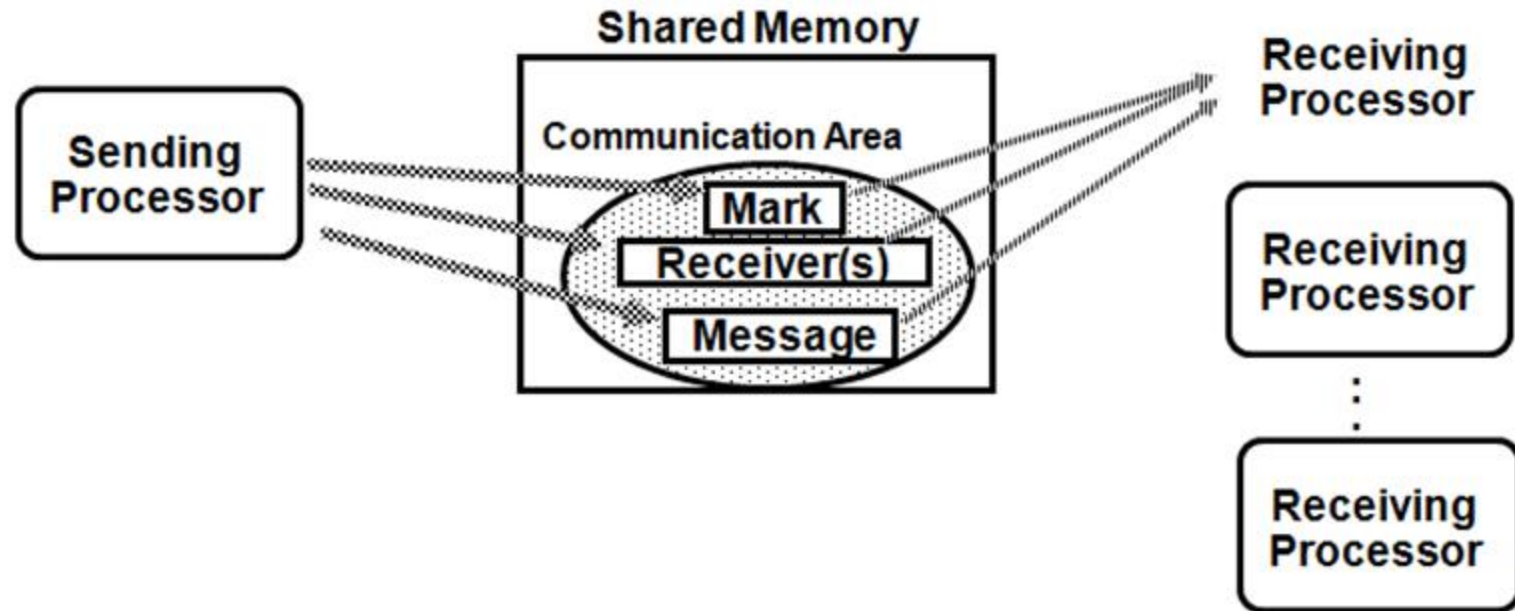 Shared Memory
Sending
Processor
Communication Area
Mark
Receiver(s)
Message
Receiving
Processor
Receiving
Processor
Receiving
Processor